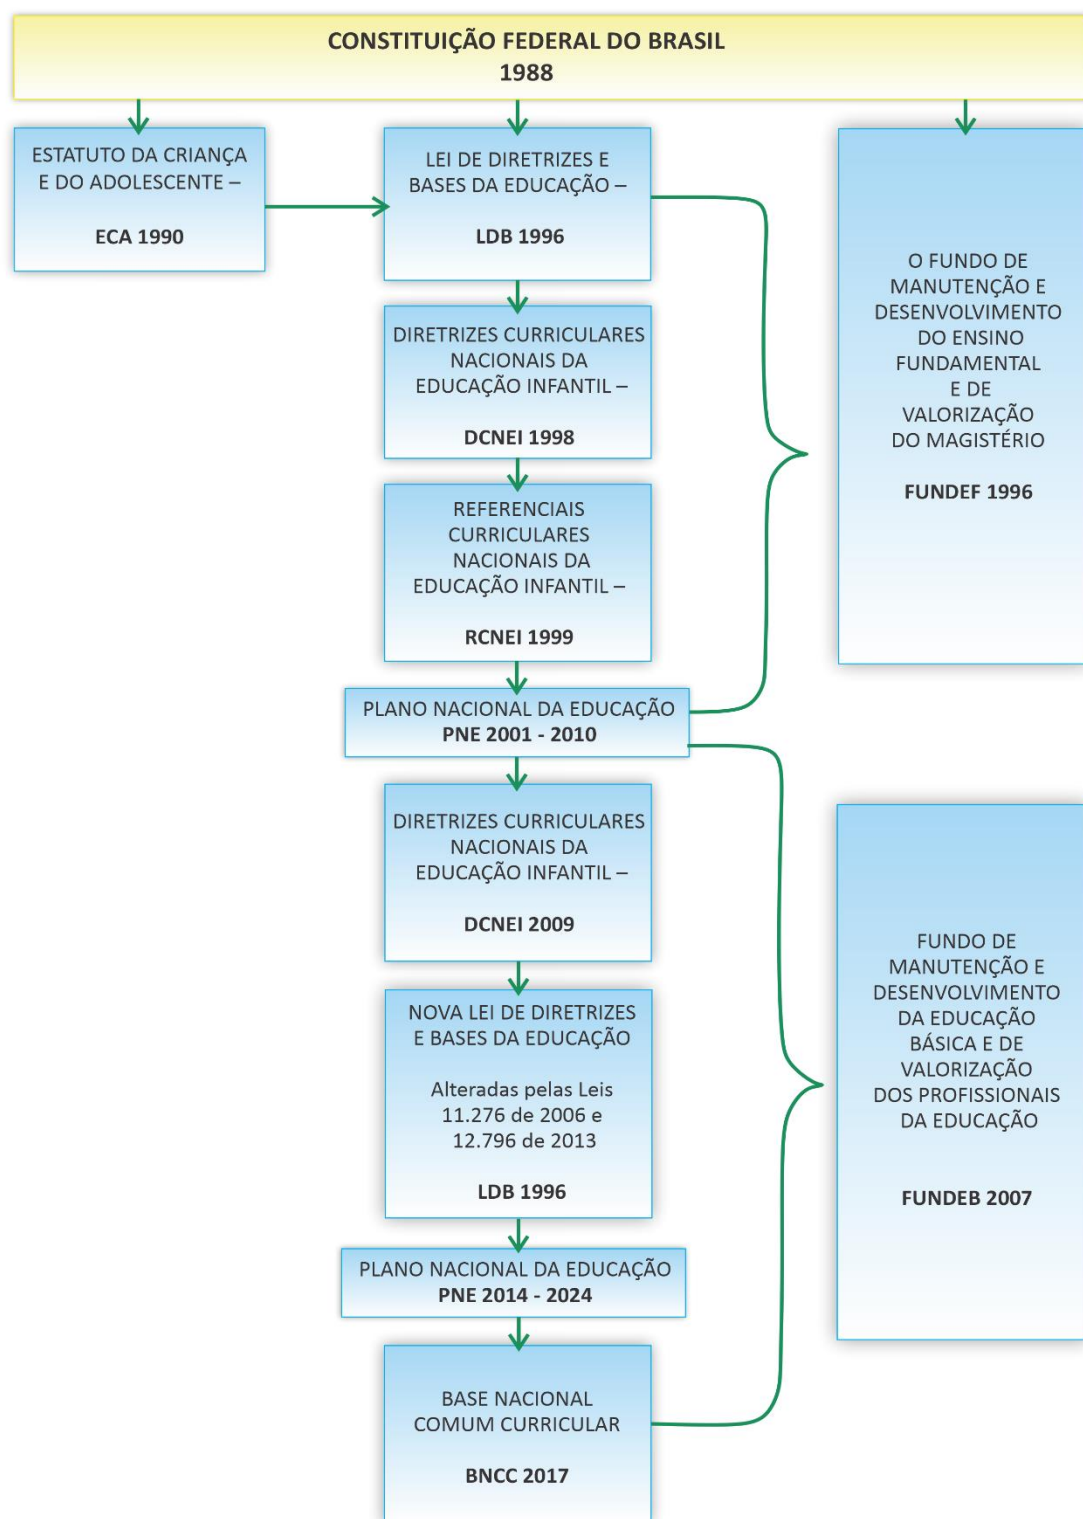 CONSTITUIÇÃO FEDERAL DO BRASIL
1988
ESTATUTO DA CRIANÇA
E DO ADOLESCENTE –
ECA 1990
LEI DE DIRETRIZES E
BASES DA EDUCAÇÃO –
LDB 1996
O FUNDO DE
MANUTENÇÃO E
DESENVOLVIMENTO
DO ENSINO
FUNDAMENTAL
E DE
VALORIZAÇÃO
DO MAGISTÉRIO
FUNDEF 1996
DIRETRIZES CURRICULARES
NACIONAIS DA
EDUCAÇÃO INFANTIL –
DCNEI 1998
REFERENCIAIS
CURRICULARES
NACIONAIS DA
EDUCAÇÃO INFANTIL –
RCNEI 1999
PLANO NACIONAL DA EDUCAÇÃO
PNE 2001 - 2010
DIRETRIZES CURRICULARES
NACIONAIS DA
EDUCAÇÃO INFANTIL –
DCNEI 2009
NOVA LEI DE DIRETRIZES
E BASES DA EDUCAÇÃO
Alteradas pelas Leis
11.276 de 2006 e
12.796 de 2013
LDB 1996
FUNDO DE
MANUTENÇÃO E
DESENVOLVIMENTO
DA EDUCAÇÃO
BÁSICA E DE
VALORIZAÇÃO
DOS PROFISSIONAIS
DA EDUCAÇÃO
FUNDEB 2007
PLANO NACIONAL DA EDUCAÇÃO
PNE 2014 - 2024
BASE NACIONAL
COMUM CURRICULAR
BNCC 2017